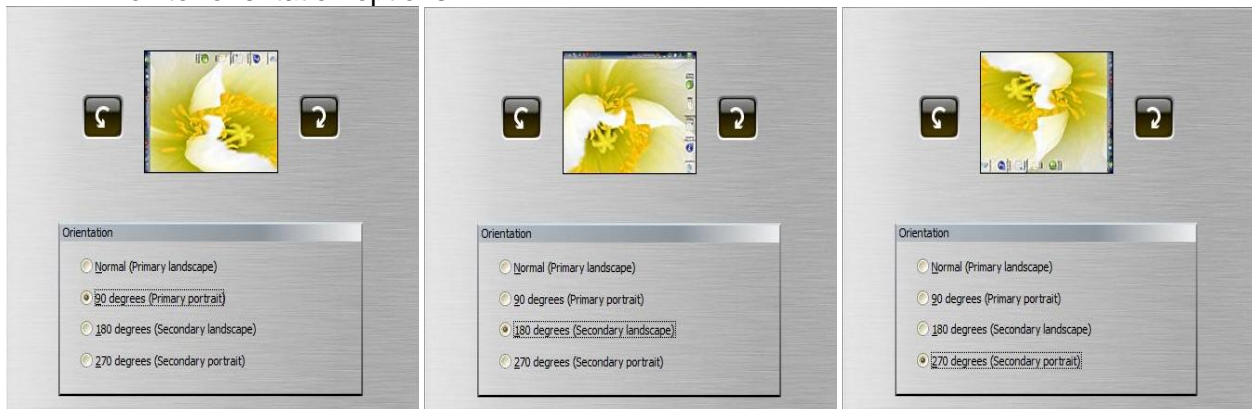 Orientation
Normal (Primary landscape)
90 degrees (Primary portrait)
180 degrees (Secondary landscape)
270 degrees (Secondary portrait)
Orientation
Normal (Primary landscape)
90 degrees (Primary portrait)
180 degrees (Secondary landscape)
270 degrees (Secondary portrait)
Orientation
Normal (Primary landscape)
90 degrees (Primary portrait)
180 degrees (Secondary landscape)
270 degrees (Secondary portrait)